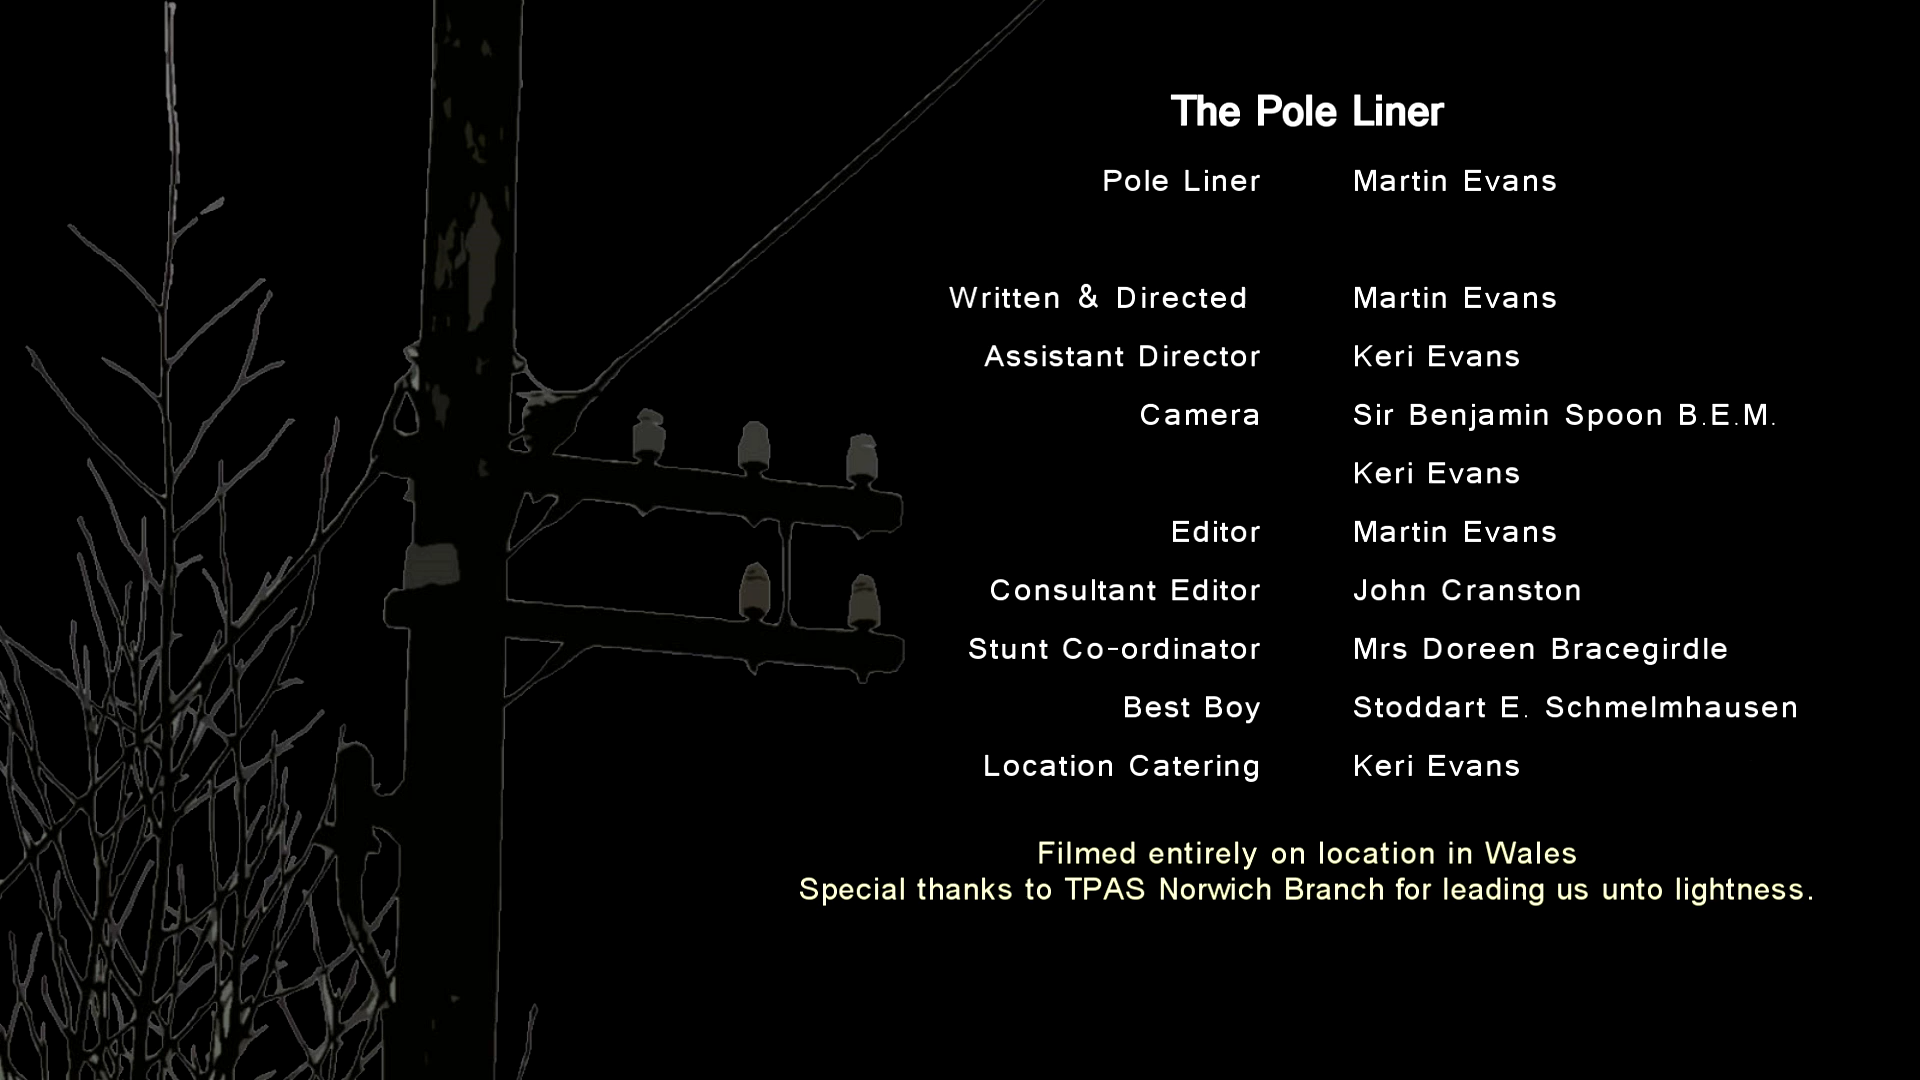 The Pole Liner
Pole Liner Martin Evans
Written & Directed Martin Evans
Assistant Director Keri Evans
Camera Sir Benjamin Spoon B.E.M.
Keri Evans
Editor Martin Evans
Consultant Editor John Cranston
Stunt Co-ordinator Mrs Doreen Bracegirdle
Best Boy Stoddart E. Schmelmhausen
Location Catering Keri Evans
Filmed entirely on location in Wales
Special thanks to TPAS Norwich Branch for leading us unto lightness.